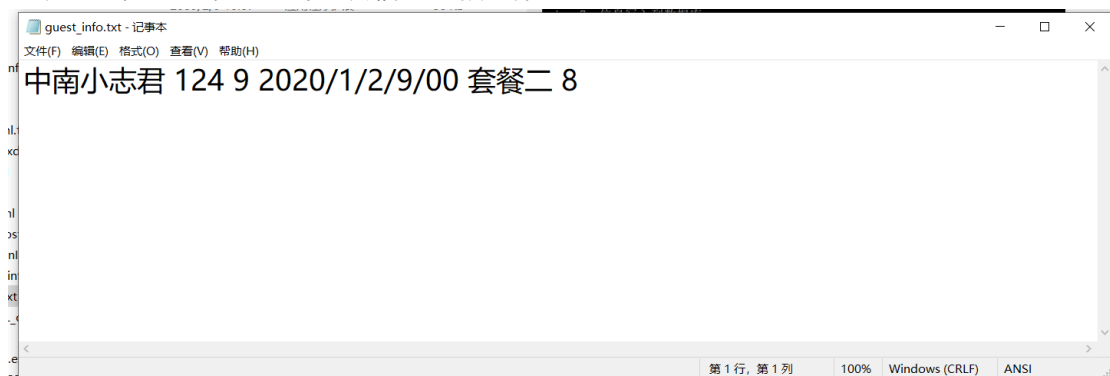 guest_info.txt - 记事本
文件(F) 编辑(E) 格式(O) 查看(V) 帮助(H)
中南小志君 124 9 2020/1/2/9/00 套餐二 8
第 1 行，第 1 列 100% Windows (CRLF) ANSI